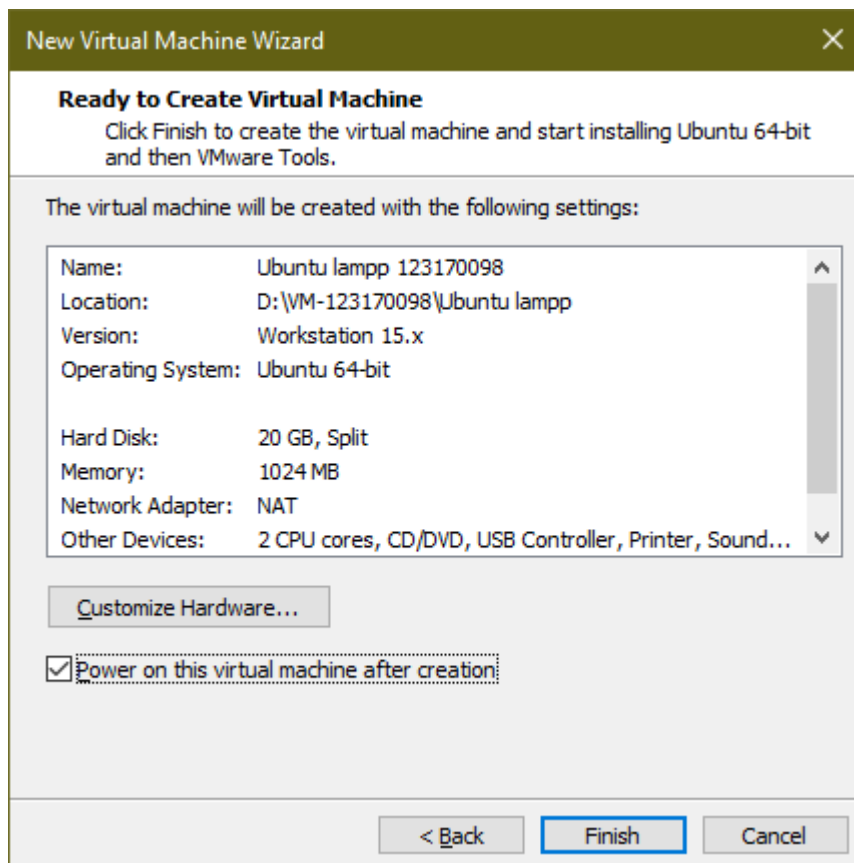 New Virtual Machine Wizard
Ready to Create Virtual Machine
Click Finish to create the virtual machine and start installing Ubuntu 64-bit
and then VMware Tools.
The virtual machine will be created with the following settings:
Name: Ubuntu lampp 123170098
Location: D:\VM-123170098\Ubuntu lampp
Version: Workstation 15.x
Operating System: Ubuntu 64-bit
Hard Disk: 20 GB, Split
Memory: 1024 MB
Network Adapter: NAT
Other Devices: 2 CPU cores, CD/DVD, USB Controller, Printer, Sound...
Customize Hardware...
Power on this virtual machine after creation
< Back Finish Cancel